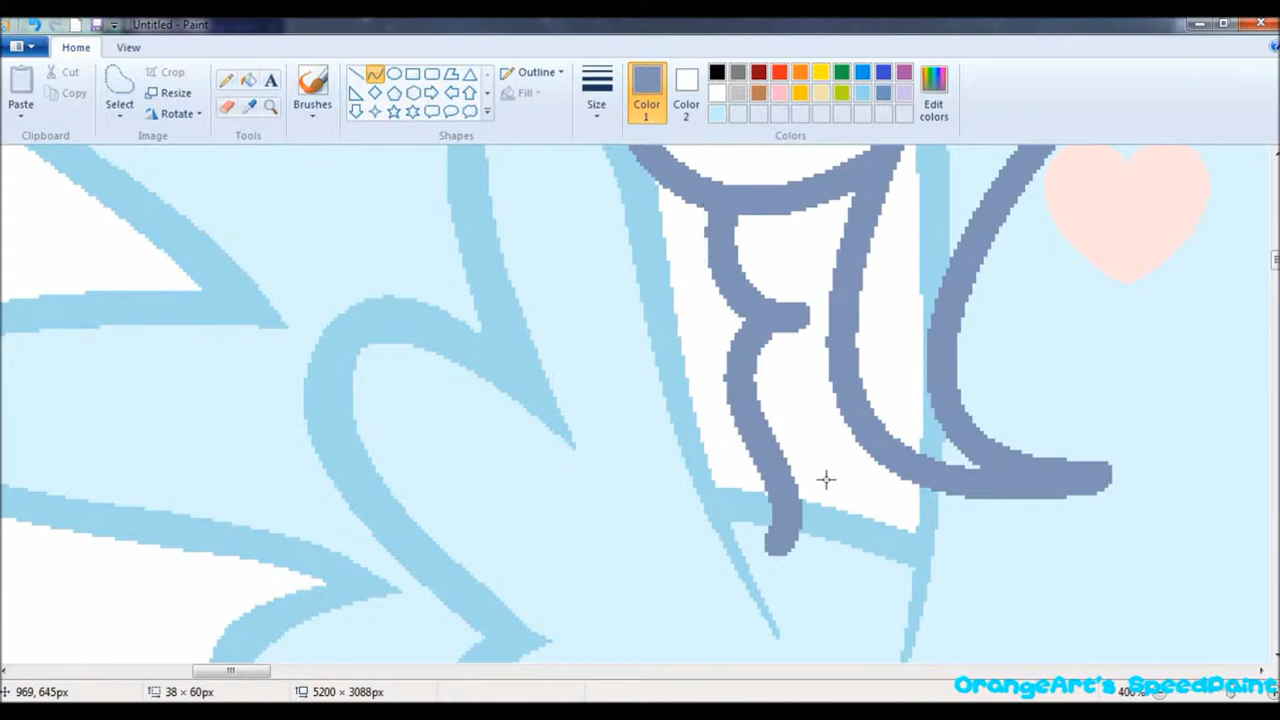 Untitled - Paint
Home View
Paste
Cut
Copy
Clipboard
Select
Crop
Resize
Rotate
Image
A
Tools
Brushes
Outline
Fill
Shapes
Size
Color 1
Color 2
Edit colors
Colors
969, 645px
38 × 60px
5200 × 3088px
OrangeArt's SpeedPaint